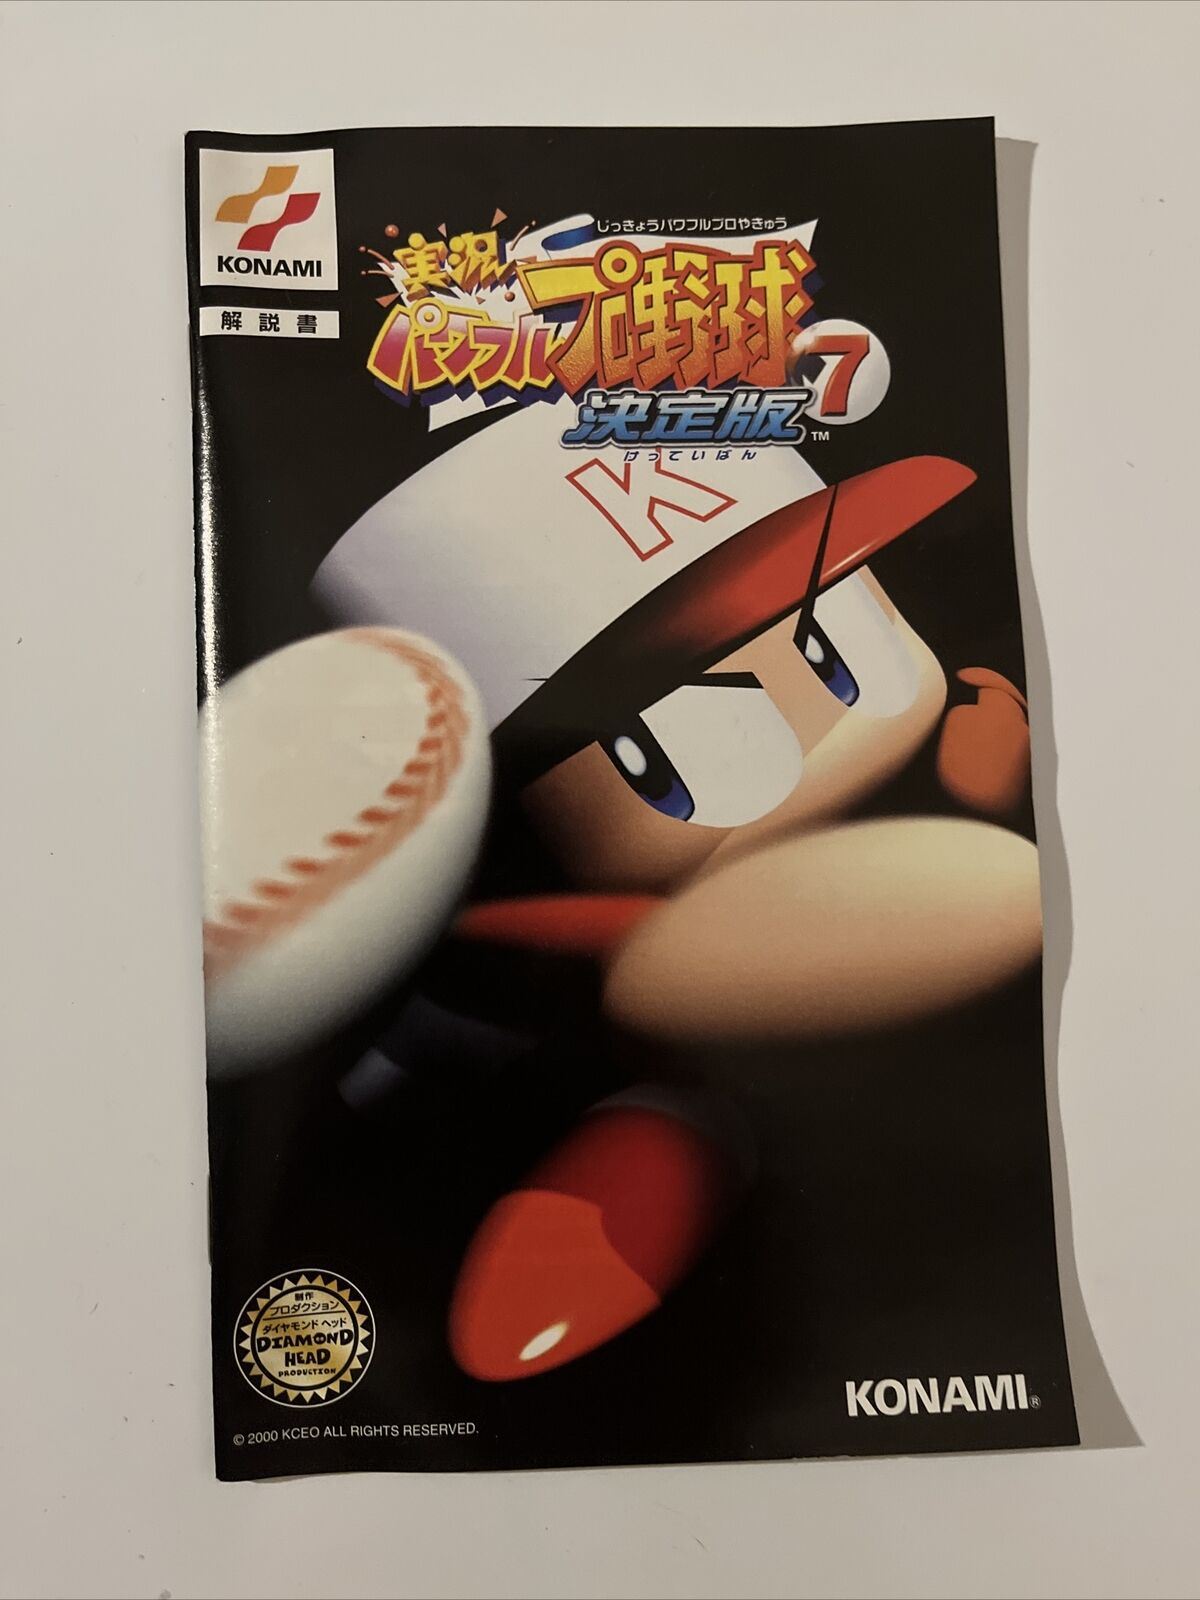 KONAMI
解説書
じっきょうパワフルプロやきゅう
実況
パワフルプロ野球7
決定版™
けっていばん
K
制作
プロダクション
ダイヤモンド ヘッド
DIAMOND
HEAD
PRODUCTION
KONAMI®
© 2000 KCEO ALL RIGHTS RESERVED.